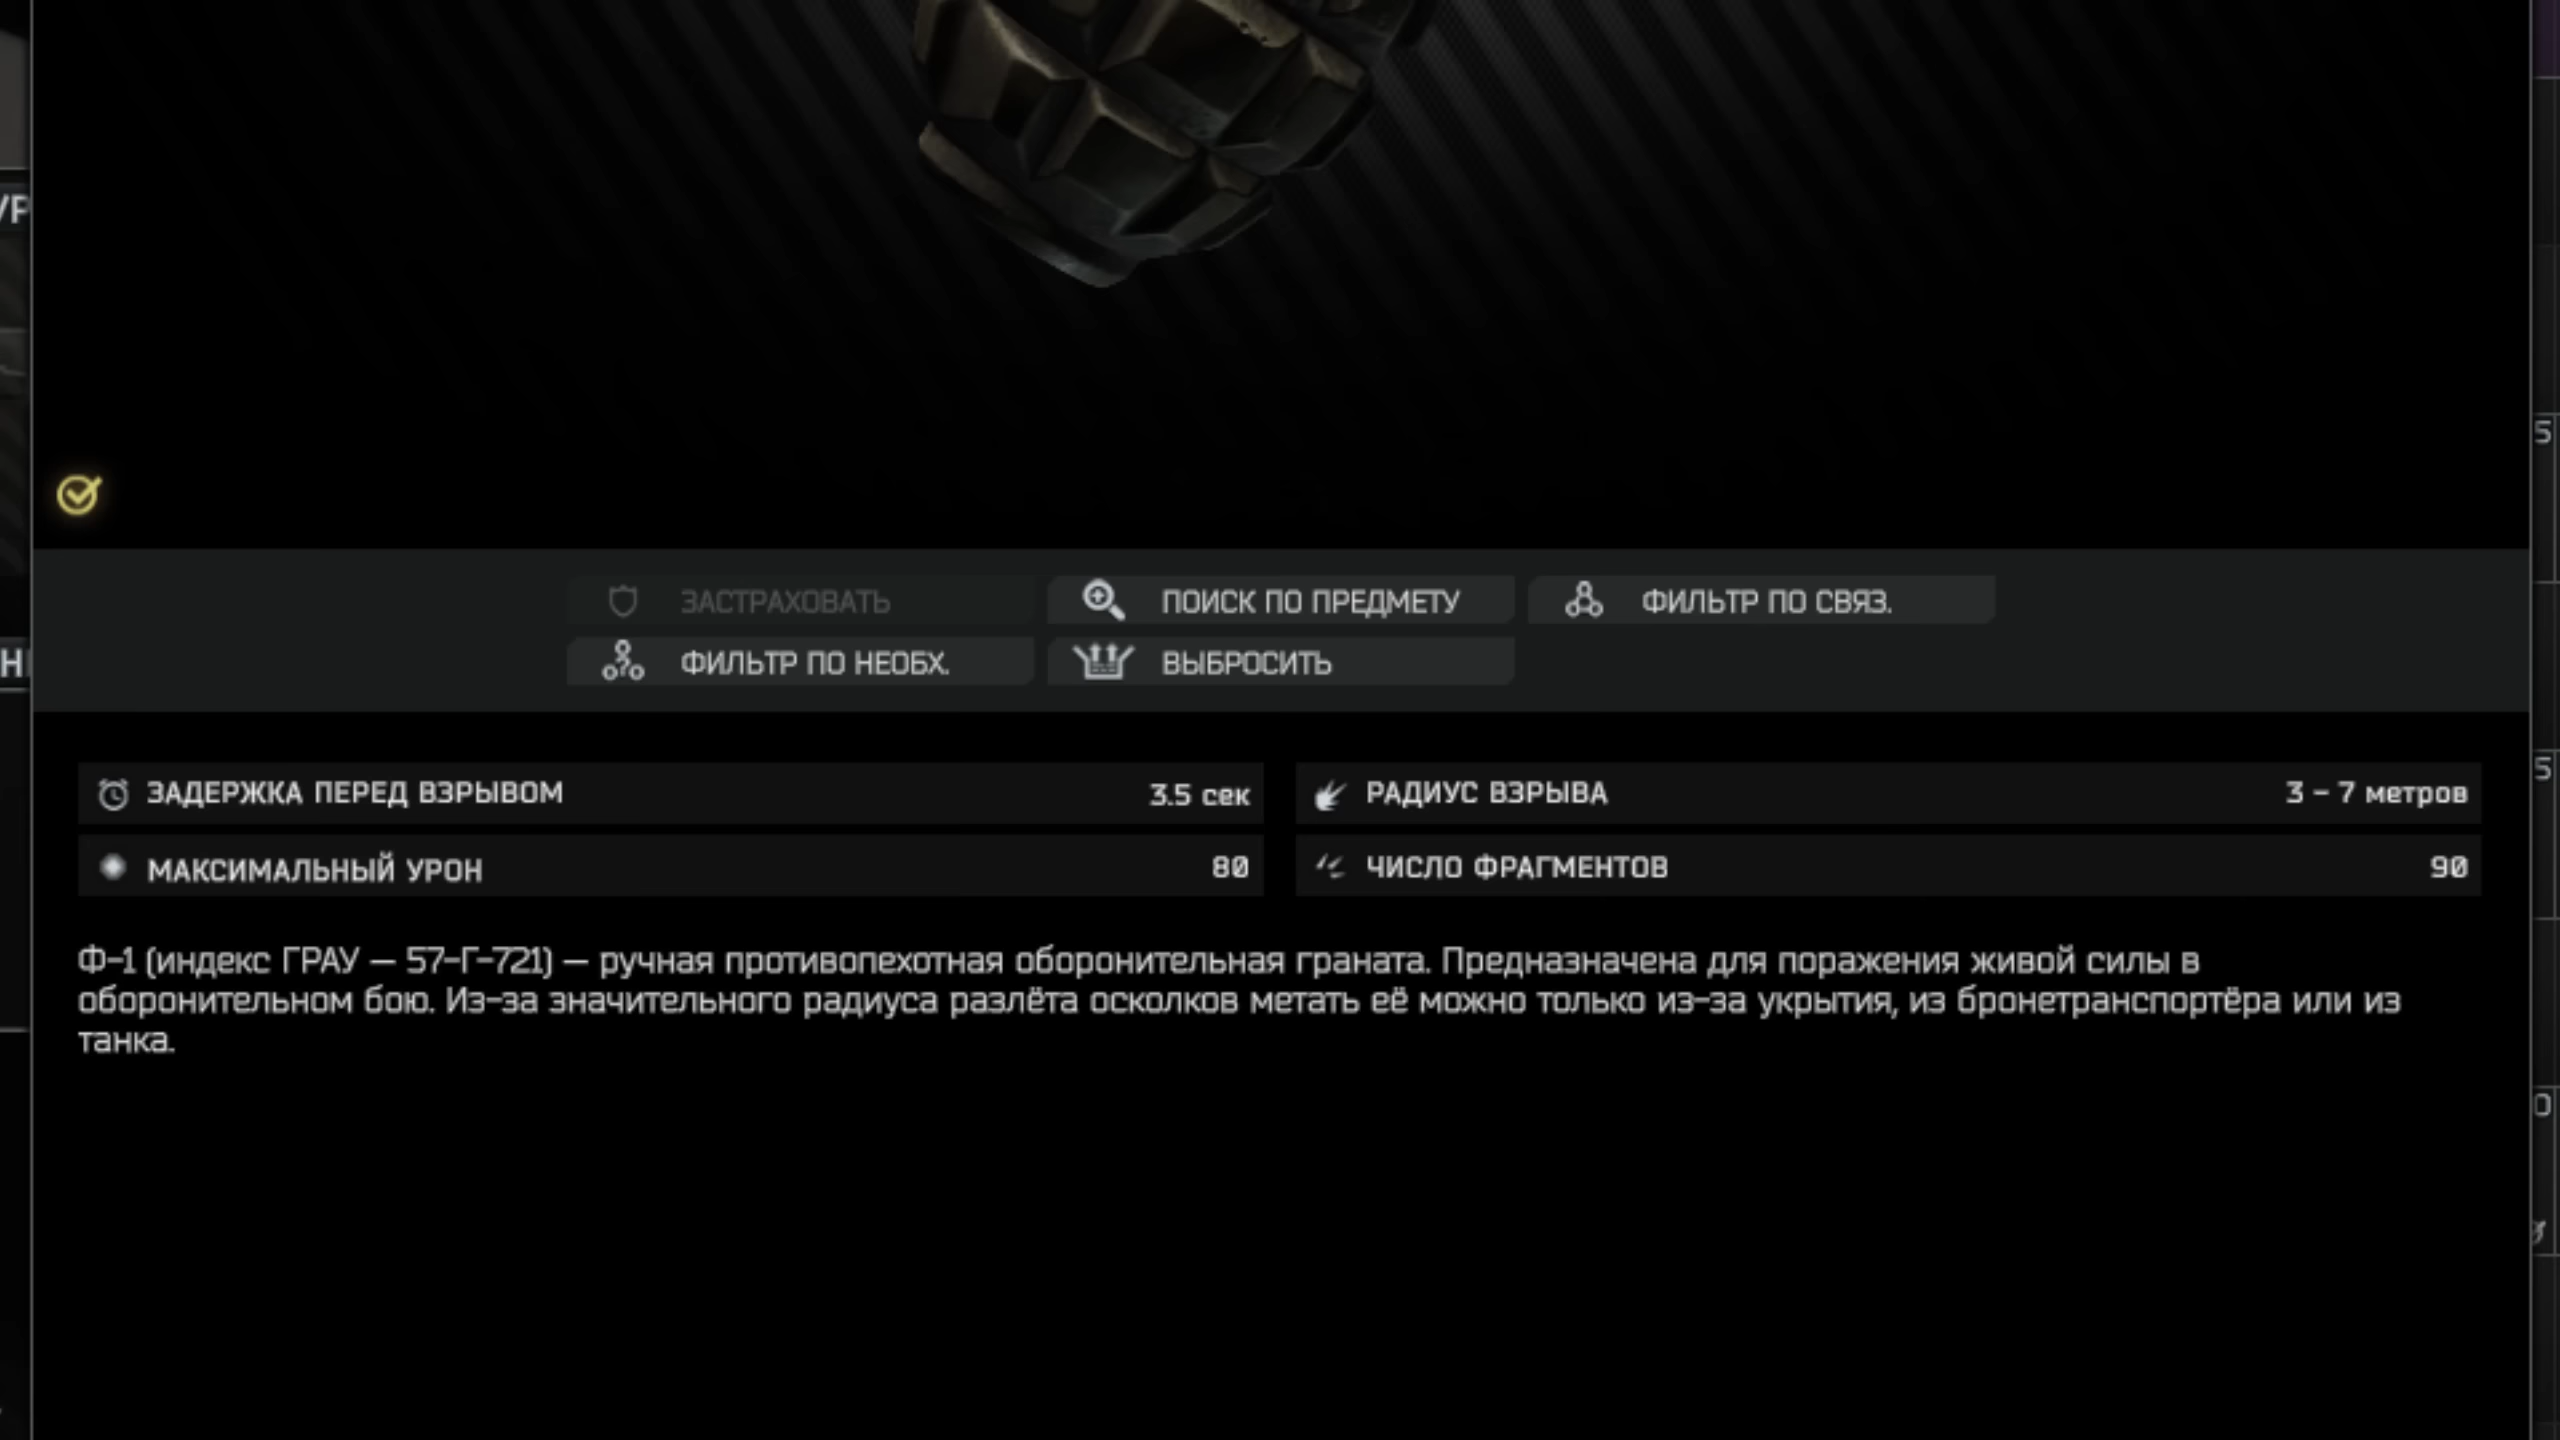 ЗАСТРАХОВАТЬ
ПОИСК ПО ПРЕДМЕТУ
ФИЛЬТР ПО СВЯЗ.
ФИЛЬТР ПО НЕОБХ.
ВЫБРОСИТЬ
ЗАДЕРЖКА ПЕРЕД ВЗРЫВОМ 3.5 сек
РАДИУС ВЗРЫВА 3 – 7 метров
МАКСИМАЛЬНЫЙ УРОН 80
ЧИСЛО ФРАГМЕНТОВ 90
Ф-1 (индекс ГРАУ — 57-Г-721) — ручная противопехотная оборонительная граната. Предназначена для поражения живой силы в
оборонительном бою. Из-за значительного радиуса разлёта осколков метать её можно только из-за укрытия, из бронетранспортёра или из
танка.